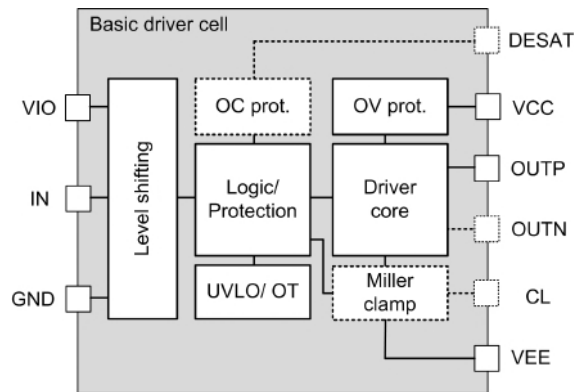 Basic driver cell
DESAT
VIO
OC prot.
OV prot.
VCC
Level shifting
Logic/
Protection
Driver
core
OUTP
IN
OUTN
UVLO/ OT
Miller
clamp
GND
CL
VEE